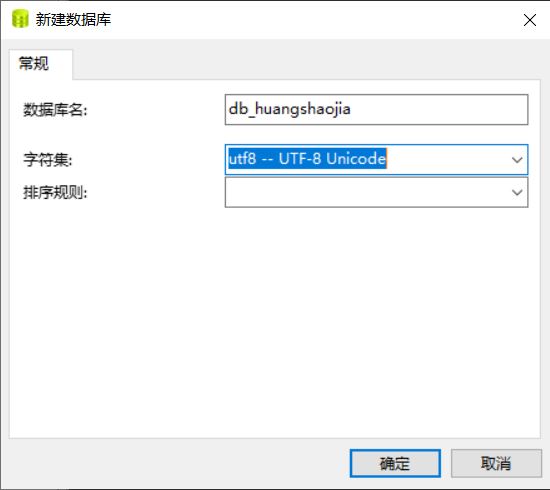 新建数据库
常规
数据库名: db_huangshaojia
字符集: utf8 -- UTF-8 Unicode
排序规则:
确定 取消